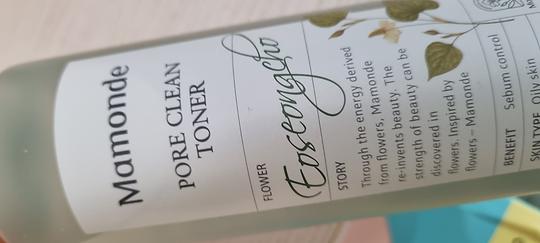 Mamonde
PORE CLEAN
TONER
FLOWER
Eoseongcho
STORY
Through the energy derived
from flowers, Mamonde
re-invents beauty. The
strength of beauty can be
discovered in
flowers. Inspired by
flowers – Mamonde
BENEFIT Sebum control
SKIN TYPE Oily skin